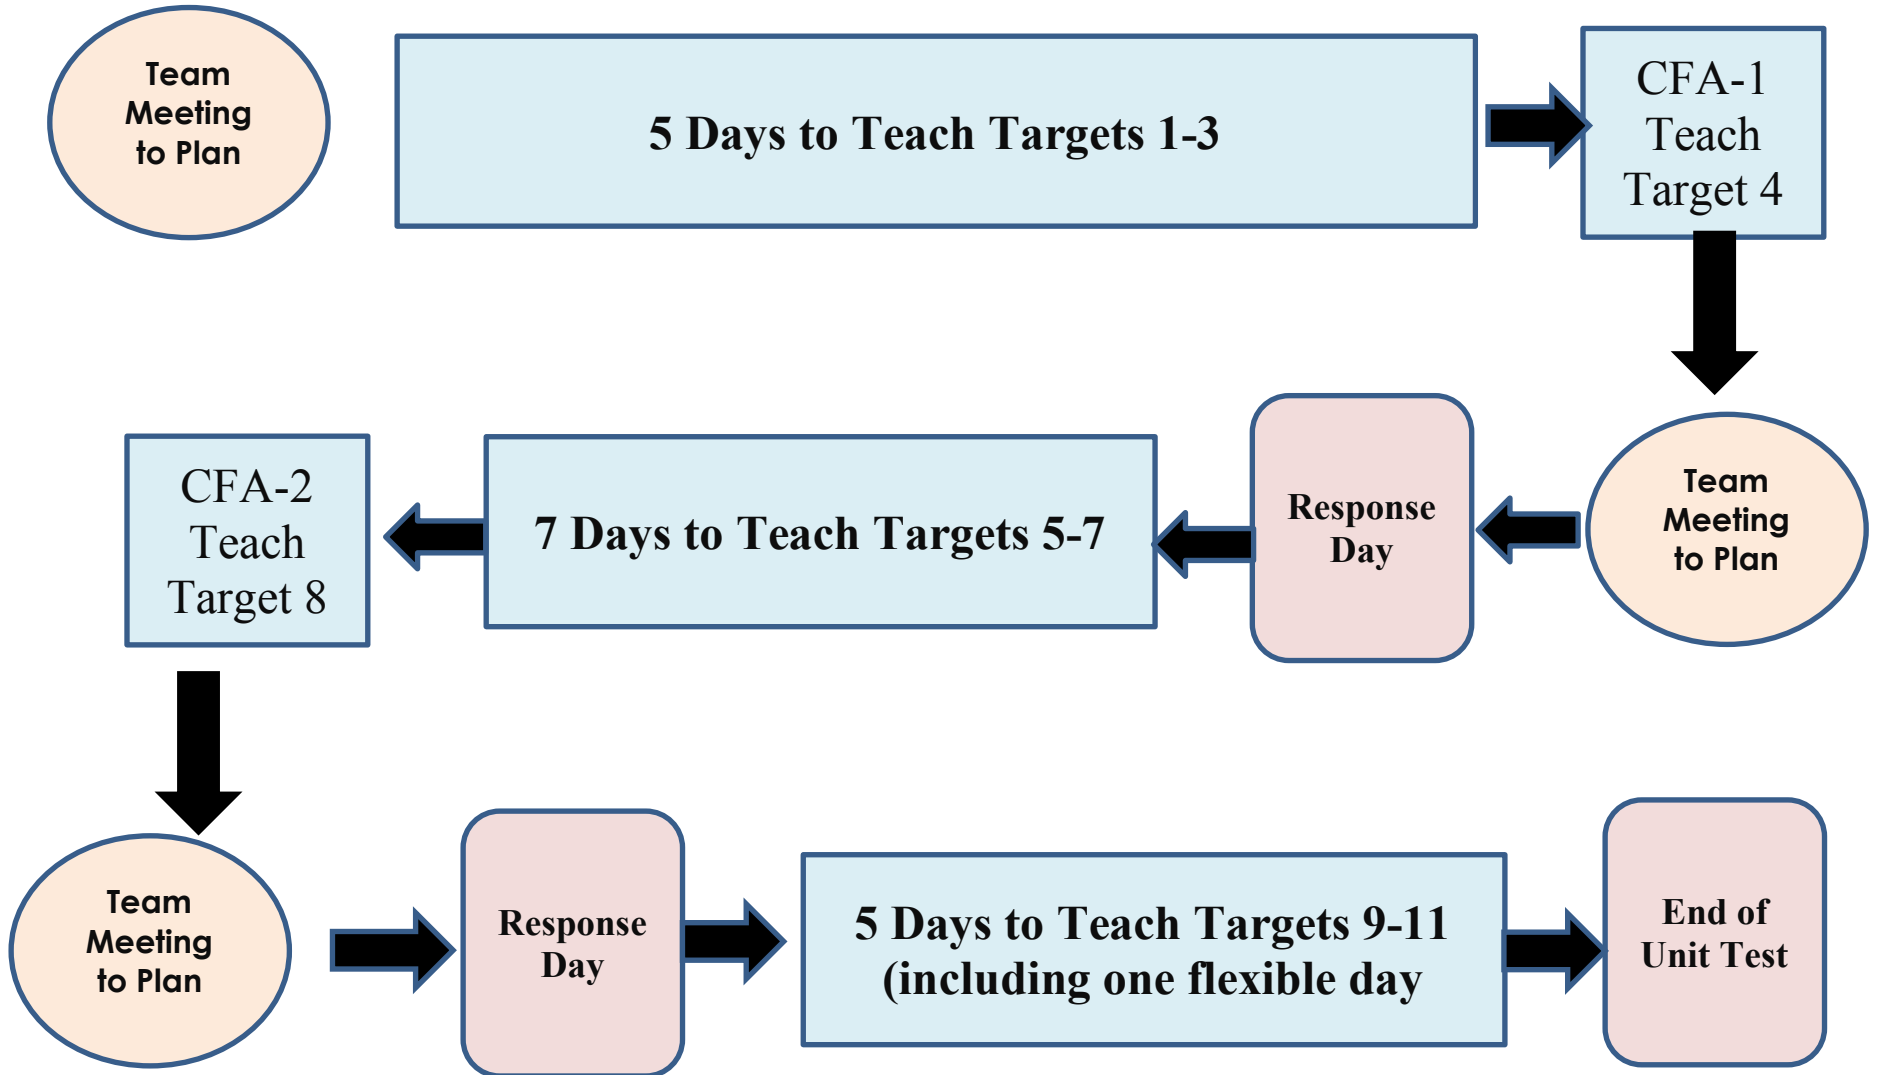 Team
Meeting
to Plan
5 Days to Teach Targets 1-3
CFA-1
Teach
Target 4
Team
Meeting
to Plan
Response
Day
7 Days to Teach Targets 5-7
CFA-2
Teach
Target 8
Team
Meeting
to Plan
Response
Day
5 Days to Teach Targets 9-11
(including one flexible day
End of
Unit Test